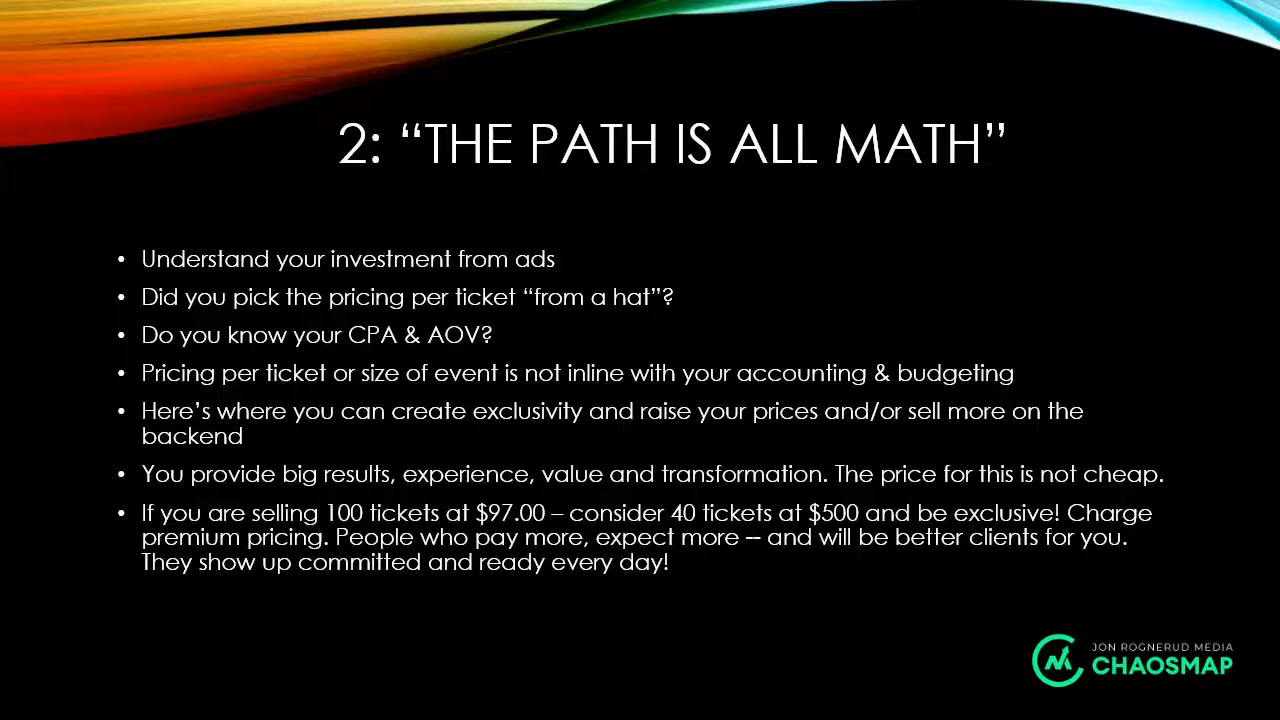 2: “THE PATH IS ALL MATH”
• Understand your investment from ads
• Did you pick the pricing per ticket “from a hat”?
• Do you know your CPA & AOV?
• Pricing per ticket or size of event is not inline with your accounting & budgeting
• Here’s where you can create exclusivity and raise your prices and/or sell more on the
backend
• You provide big results, experience, value and transformation. The price for this is not cheap.
• If you are selling 100 tickets at $97.00 – consider 40 tickets at $500 and be exclusive! Charge
premium pricing. People who pay more, expect more -- and will be better clients for you.
They show up committed and ready every day!
JON ROGNERUD MEDIA
CHAOSMAP